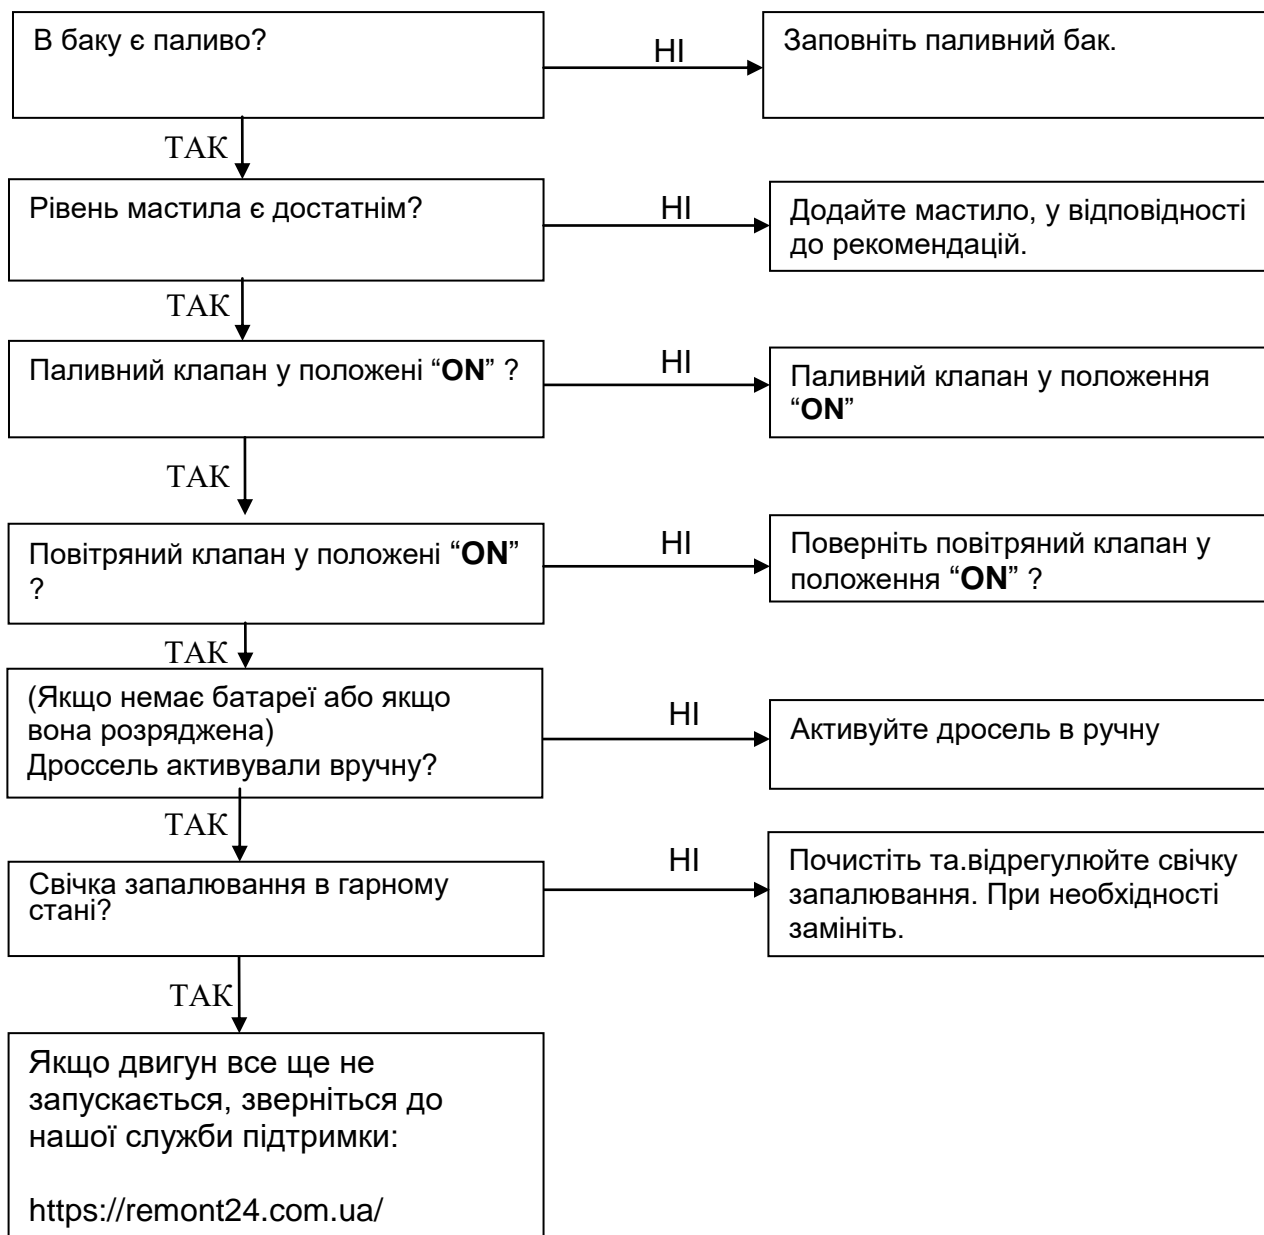 В баку є паливо?
НІ
Заповніть паливний бак.
ТАК
Рівень мастила є достатнім?
НІ
Додайте мастило, у відповідності
до рекомендацій.
ТАК
Паливний клапан у положені “ON” ?
НІ
Паливний клапан у положення
“ON”
ТАК
Повітряний клапан у положені “ON”
?
НІ
Поверніть повітряний клапан у
положення “ON” ?
ТАК
(Якщо немає батареї або якщо
вона розряджена)
Дроссель активували вручну?
НІ
Активуйте дросель в ручну
ТАК
Свічка запалювання в гарному
стані?
НІ
Почистіть та.відрегулюйте свічку
запалювання. При необхідності
замініть.
ТАК
Якщо двигун все ще не
запускається, зверніться до
нашої служби підтримки:
https://remont24.com.ua/